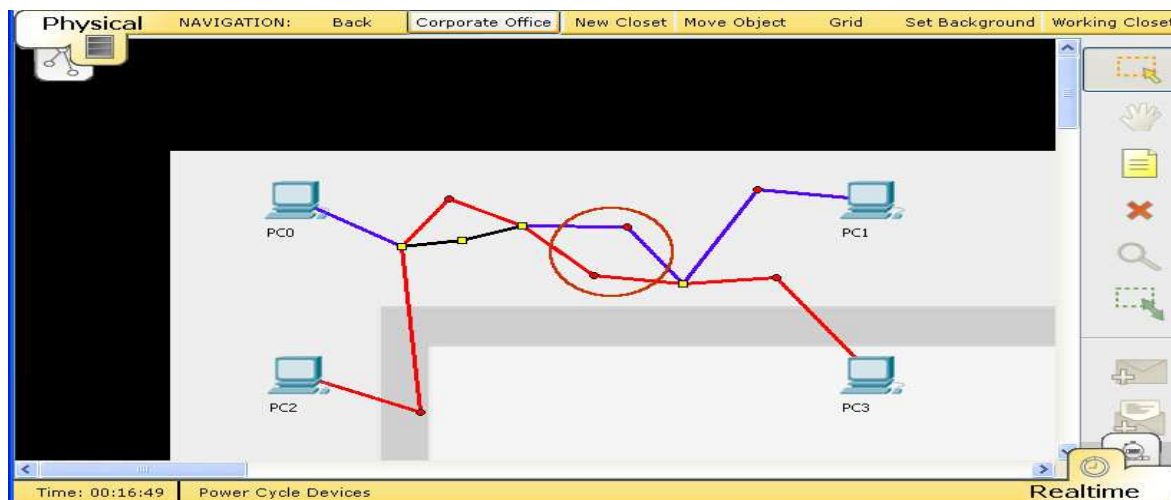 Physical NAVIGATION: Back Corporate Office New Closet Move Object Grid Set Background Working Closet
PC0
PC1
PC2
PC3
Time: 00:16:49 Power Cycle Devices Realtime